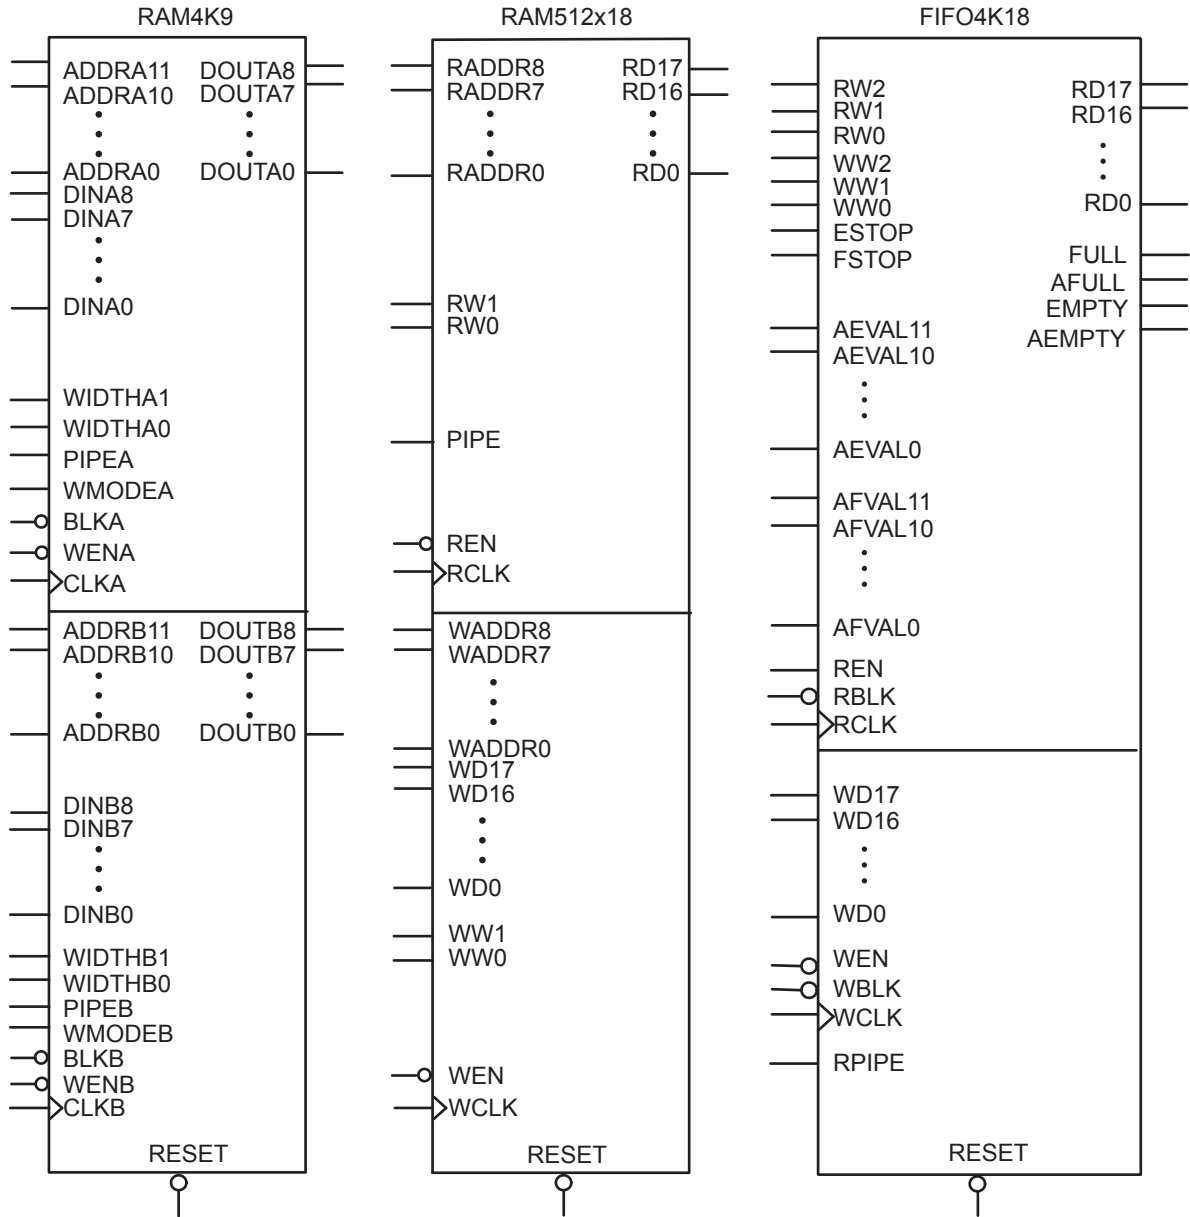 RAM4K9
ADDRA11 DOUTA8
ADDRA10 DOUTA7
ADDRA0 DOUTA0
DINA8
DINA7
DINA0
WIDTHA1
WIDTHA0
PIPEA
WMODEA
BLKA
WENA
CLKA
ADDRB11 DOUTB8
ADDRB10 DOUTB7
ADDRB0 DOUTB0
DINB8
DINB7
DINB0
WIDTHB1
WIDTHB0
PIPEB
WMODEB
BLKB
WENB
CLKB
RESET
RAM512x18
RADDR8 RD17
RADDR7 RD16
RADDR0 RD0
RW1
RW0
PIPE
REN
RCLK
WADDR8
WADDR7
WADDR0
WD17
WD16
WD0
WW1
WW0
WEN
WCLK
RESET
FIFO4K18
RW2 RD17
RW1 RD16
RW0
WW2
WW1
WW0 RD0
ESTOP
FSTOP FULL
AFULL
EMPTY
AEVAL11 AEMPTY
AEVAL10
AEVAL0
AFVAL11
AFVAL10
AFVAL0
REN
RBLK
RCLK
WD17
WD16
WD0
WEN
WBLK
WCLK
RPIPE
RESET